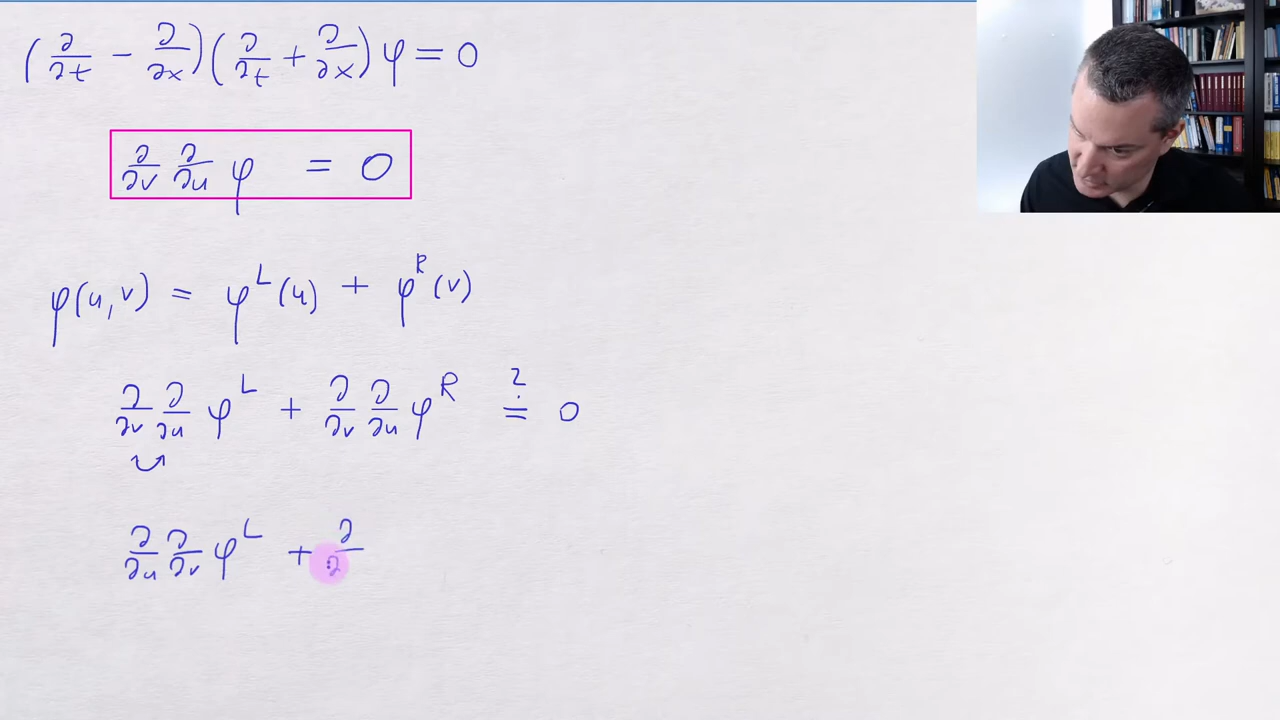 (∂/∂t − ∂/∂x)(∂/∂t + ∂/∂x)φ = 0
∂/∂v ∂/∂u φ = 0
φ(u,v) = φ^L(u) + φ^R(v)
∂/∂v ∂/∂u φ^L + ∂/∂v ∂/∂u φ^R ≟ 0
∂/∂u ∂/∂v φ^L + ∂/∂